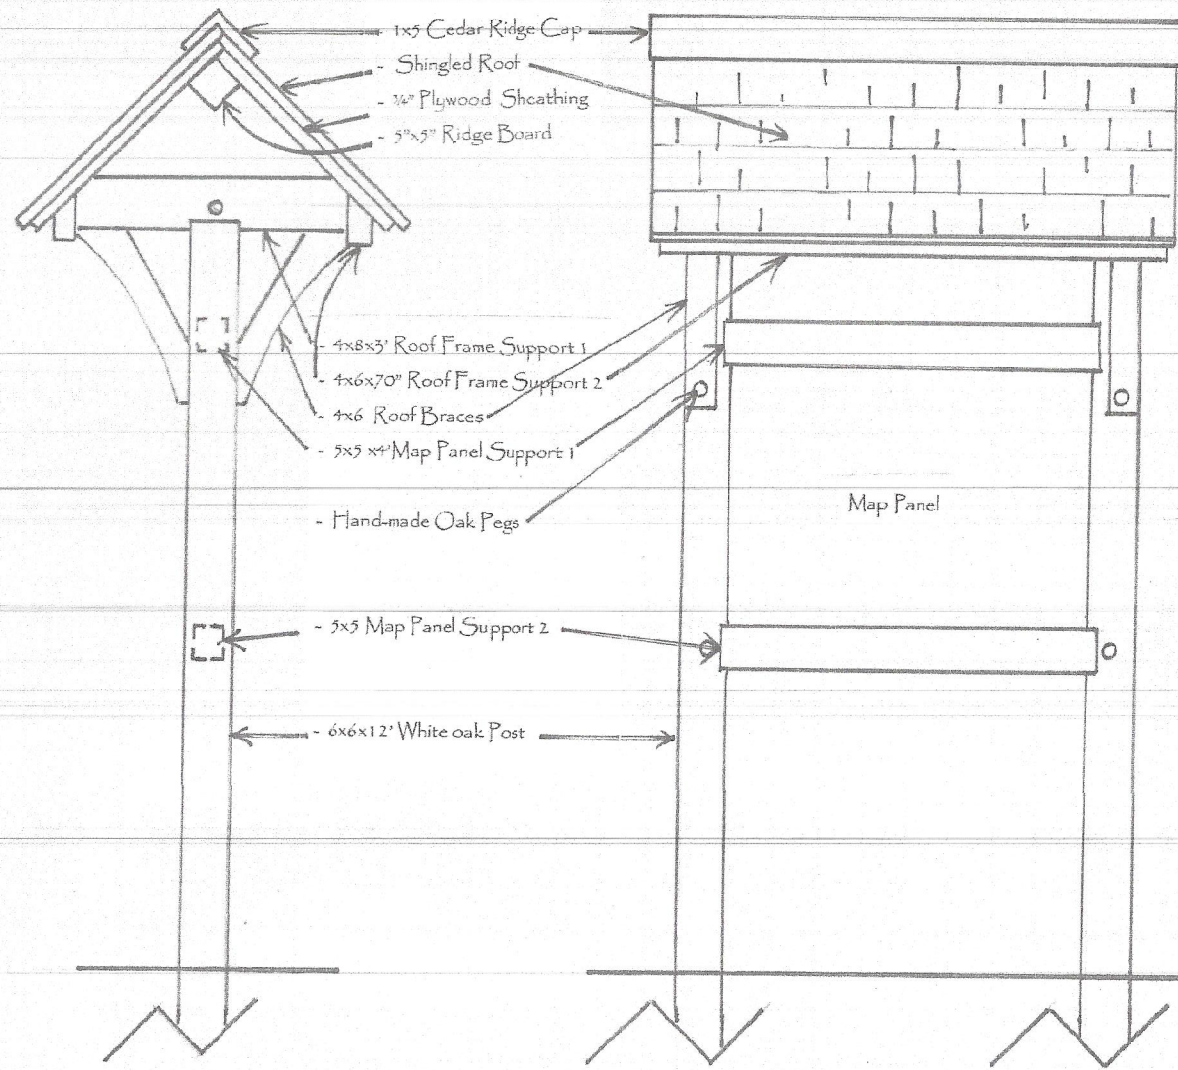 - 1x5 Cedar Ridge Cap
- Shingled Roof
- ¼" Plywood Sheathing
- 5"x5" Ridge Board
- 4x8x3' Roof Frame Support 1
- 4x6x70" Roof Frame Support 2
- 4x6 Roof Braces
- 5x5 x4' Map Panel Support 1
Map Panel
- Hand-made Oak Pegs
- 5x5 Map Panel Support 2
- 6x6x12' White oak Post